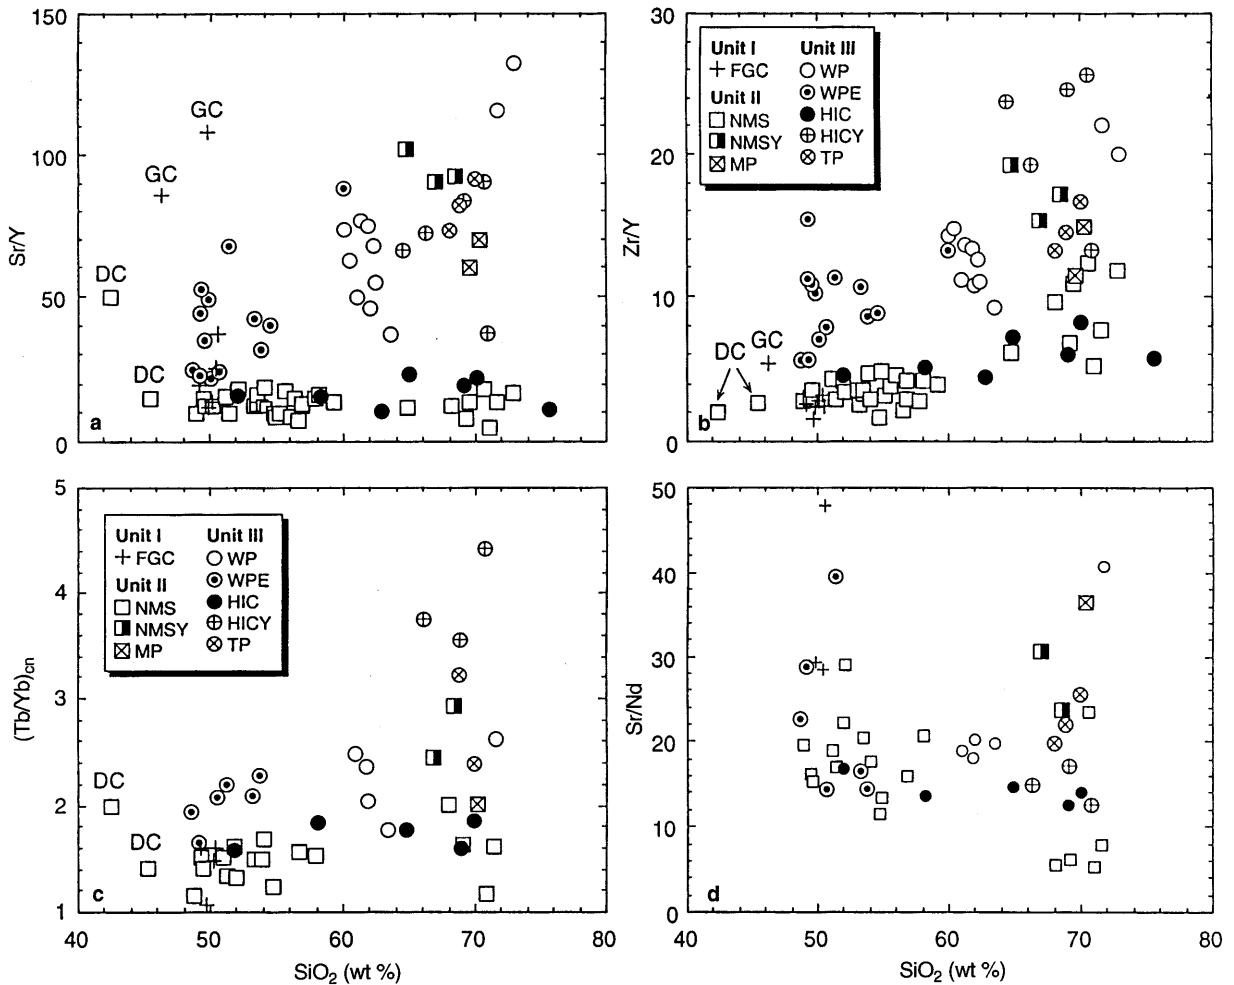 150
100
50
0
Sr/Y
GC
GC
DC
DC
a
30
20
10
0
Zr/Y
Unit I
FGC
Unit II
NMS
NMSY
MP
Unit III
WP
WPE
HIC
HICY
TP
DC
GC
b
5
4
3
2
1
(Tb/Yb)cn
Unit I
FGC
Unit II
NMS
NMSY
MP
Unit III
WP
WPE
HIC
HICY
TP
DC
DC
c
40
50
60
70
80
SiO2 (wt %)
50
40
30
20
10
0
Sr/Nd
d
40
50
60
70
80
SiO2 (wt %)